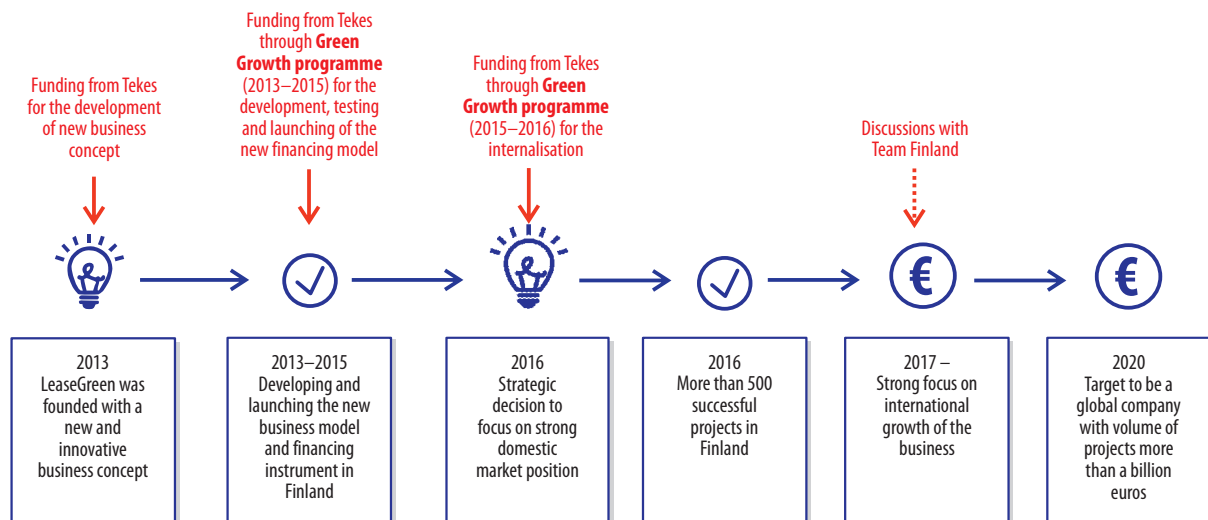 Funding from Tekes
for the development
of new business
concept
Funding from Tekes
through Green
Growth programme
(2013–2015) for the
development, testing
and launching of the
new financing model
Funding from Tekes
through Green
Growth programme
(2015–2016) for the
internalisation
Discussions with
Team Finland
€
€
2013
LeaseGreen was
founded with a
new and
innovative
business concept
2013–2015
Developing and
launching the new
business model
and financing
instrument in
Finland
2016
Strategic
decision to
focus on strong
domestic
market position
2016
More than 500
successful
projects in
Finland
2017 –
Strong focus on
international
growth of the
business
2020
Target to be a
global company
with volume of
projects more
than a billion
euros